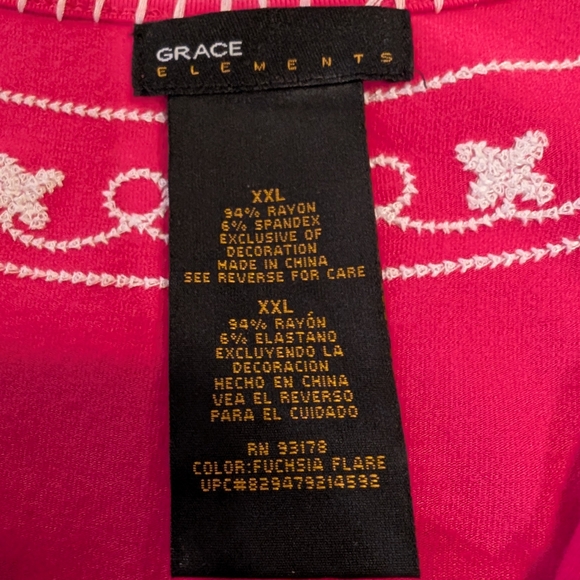 GRACE
ELEMENTS
XXL
94% RAYON
6% SPANDEX
EXCLUSIVE OF
DECORATION
MADE IN CHINA
SEE REVERSE FOR CARE
XXL
94% RAYÓN
6% ELASTANO
EXCLUYENDO LA
DECORACION
HECHO EN CHINA
VEA EL REVERSO
PARA EL CUIDADO
RN 93178
COLOR:FUCHSIA FLARE
UPC#829479214592